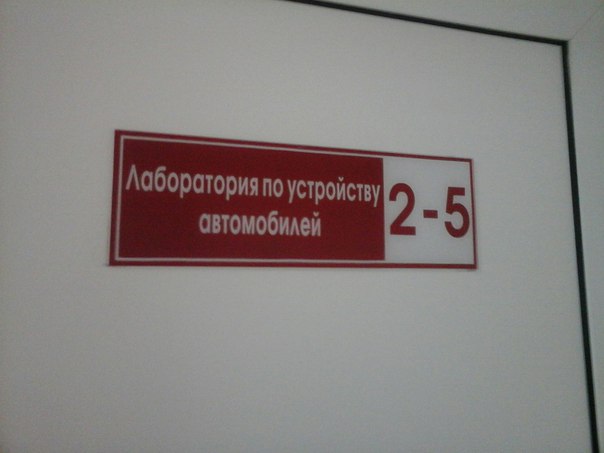 Лаборатория по устройству
автомобилей
2-5